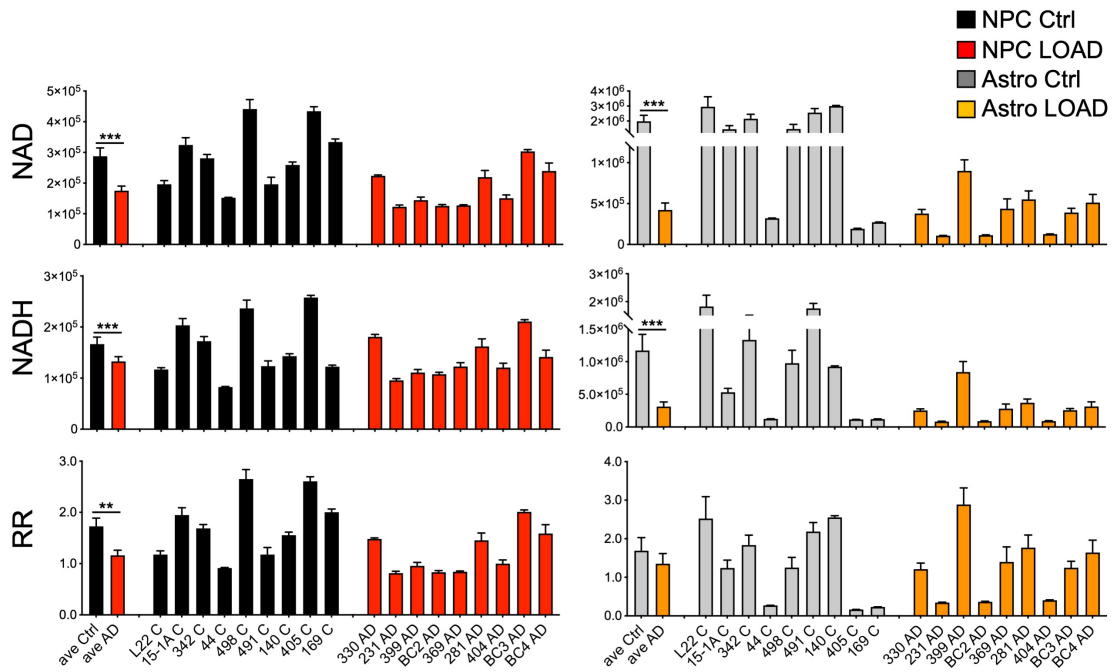 NPC Ctrl
NPC LOAD
Astro Ctrl
Astro LOAD
NAD
5×10⁵
4×10⁵
3×10⁵
2×10⁵
1×10⁵
0
***
4×10⁶
3×10⁶
2×10⁶
1×10⁶
5×10⁵
0
***
NADH
3×10⁵
2×10⁵
1×10⁵
0
***
3×10⁶
2×10⁶
1.5×10⁶
1.0×10⁶
5.0×10⁵
0.0
***
RR
3.0
2.0
1.0
0.0
**
4.0
3.0
2.0
1.0
0.0
ave Ctrl
ave AD
L22 C
15-1A C
342 C
44 C
498 C
491 C
140 C
405 C
169 C
330 AD
231 AD
399 AD
BC2 AD
369 AD
281 AD
404 AD
BC3 AD
BC4 AD
ave Ctrl
ave AD
L22 C
15-1A C
342 C
44 C
498 C
491 C
140 C
405 C
169 C
330 AD
231 AD
399 AD
BC2 AD
369 AD
281 AD
404 AD
BC3 AD
BC4 AD